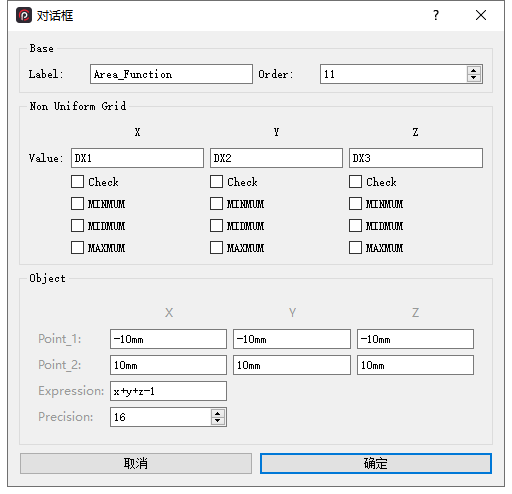 对话框 ?
Base
Label: Area_Function Order: 11
Non Uniform Grid
X Y Z
Value: DX1 DX2 DX3
Check Check Check
MINMUM MINMUM MINMUM
MIDMUM MIDMUM MIDMUM
MAXMUM MAXMUM MAXMUM
Object
X Y Z
Point_1: -10mm -10mm -10mm
Point_2: 10mm 10mm 10mm
Expression: x+y+z-1
Precision: 16
取消 确定